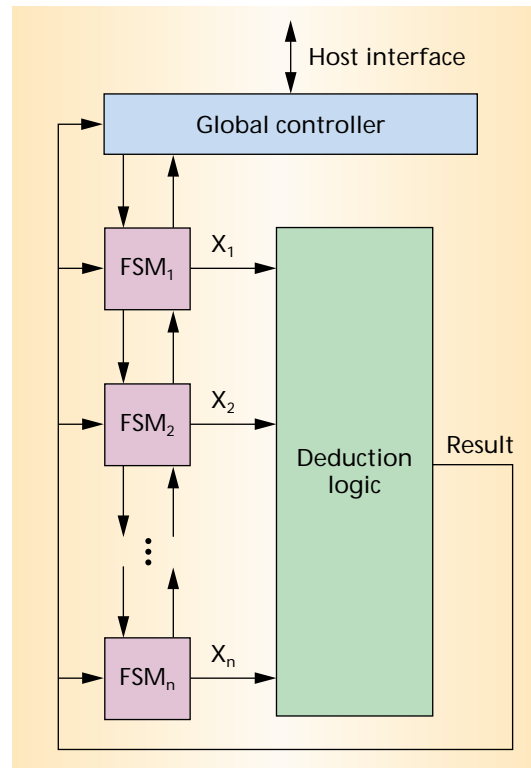 Host interface
Global controller
FSM₁
X₁
FSM₂
X₂
Deduction
logic
Result
FSMₙ
Xₙ